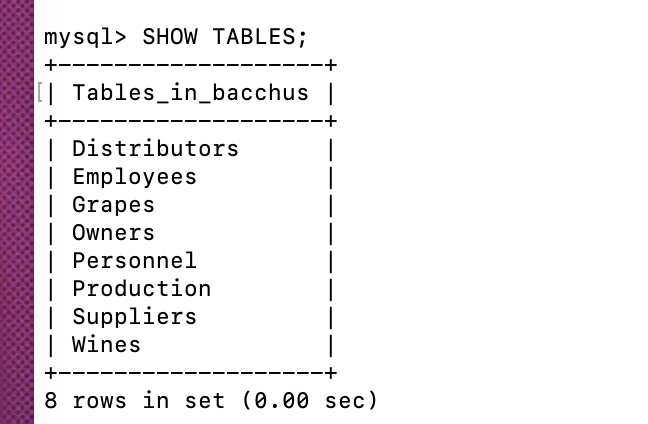 mysql> SHOW TABLES;
+-------------------+
[| Tables_in_bacchus |
+-------------------+
| Distributors      |
| Employees         |
| Grapes            |
| Owners            |
| Personnel         |
| Production        |
| Suppliers         |
| Wines             |
+-------------------+
8 rows in set (0.00 sec)